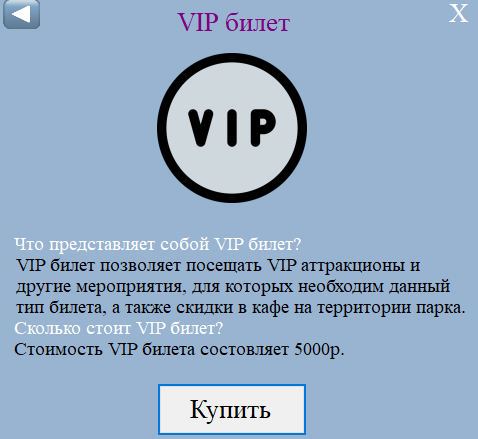 VIP билет
X
VIP
Что представляет собой VIP билет?
VIP билет позволяет посещать VIP аттракционы и
другие мероприятия, для которых необходим данный
тип билета, а также скидки в кафе на территории парка.
Сколько стоит VIP билет?
Стоимость VIP билета состовляет 5000р.
Купить